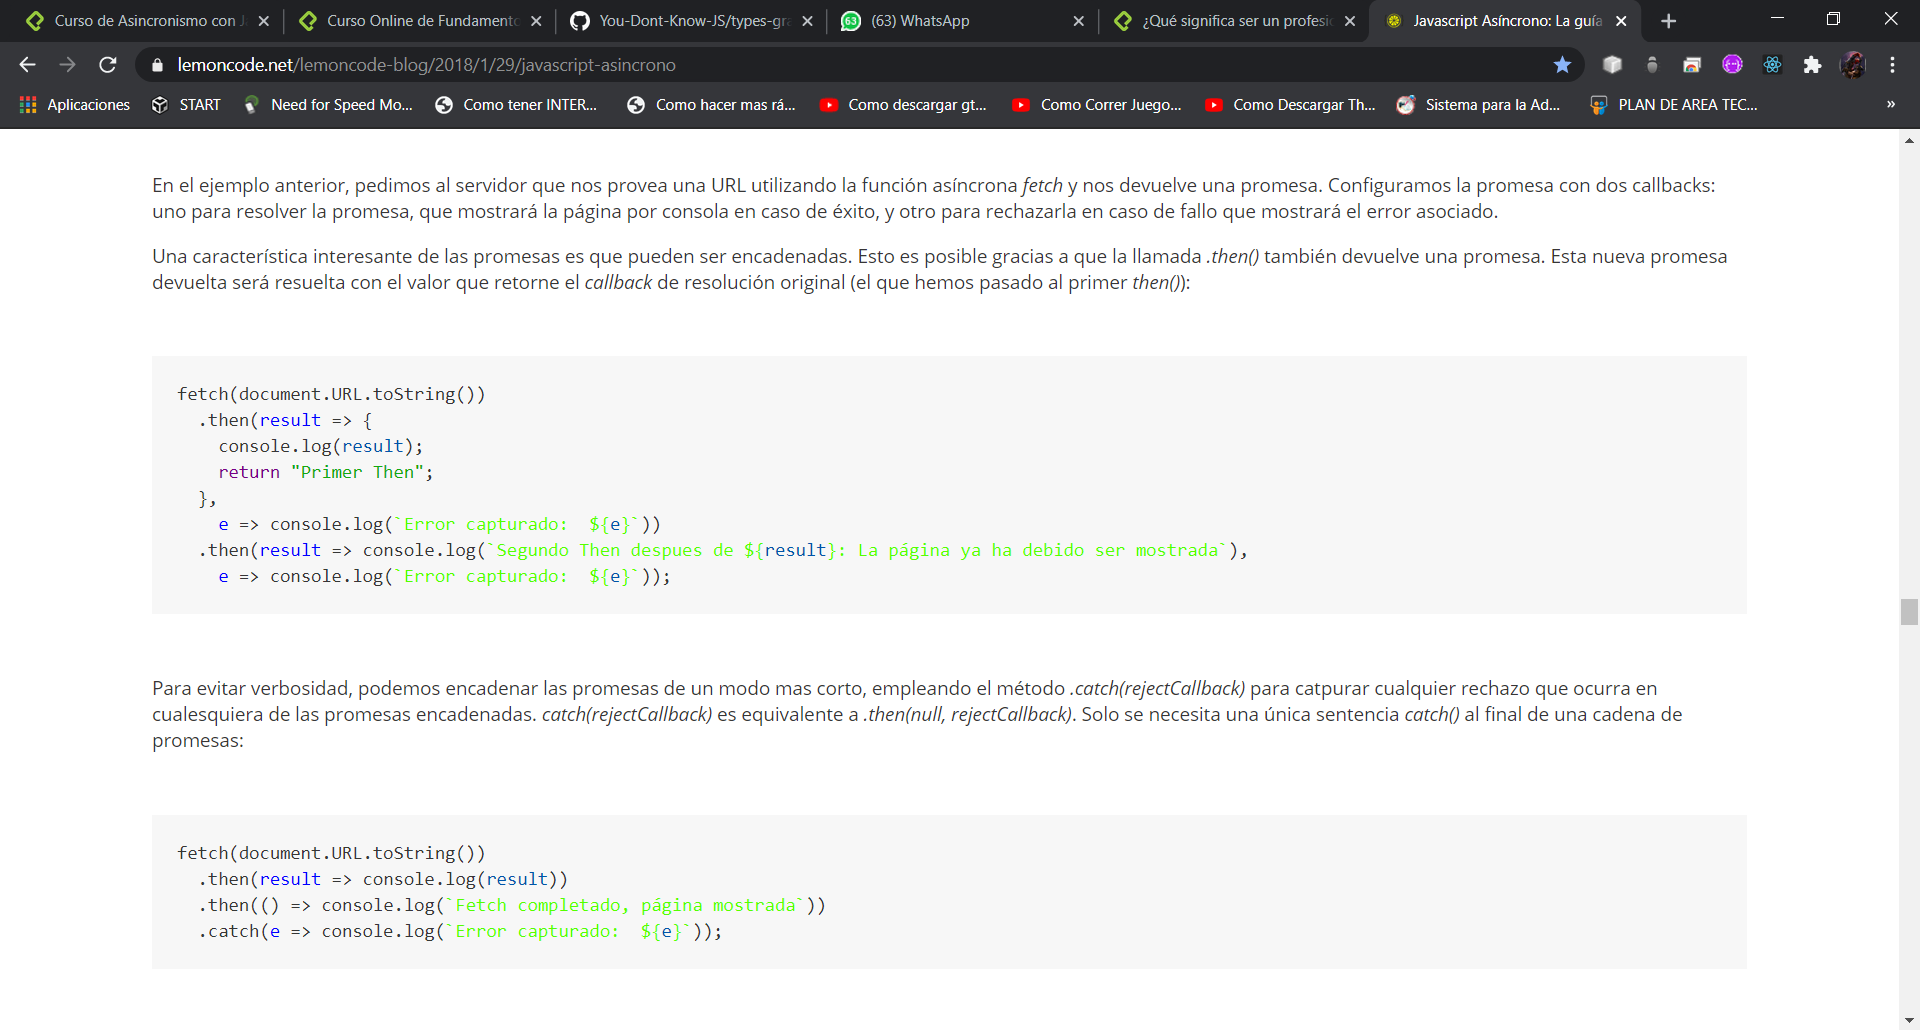 Curso de Asincronismo con J
Curso Online de Fundamento
You-Dont-Know-JS/types-gra
(63) WhatsApp
¿Qué significa ser un profesio
Javascript Asíncrono: La guía
lemoncode.net/lemoncode-blog/2018/1/29/javascript-asincrono
Aplicaciones
START
Need for Speed Mo...
Como tener INTER...
Como hacer mas rá...
Como descargar gt...
Como Correr Juego...
Como Descargar Th...
Sistema para la Ad...
PLAN DE AREA TEC...
»
En el ejemplo anterior, pedimos al servidor que nos provea una URL utilizando la función asíncrona fetch y nos devuelve una promesa. Configuramos la promesa con dos callbacks:
uno para resolver la promesa, que mostrará la página por consola en caso de éxito, y otro para rechazarla en caso de fallo que mostrará el error asociado.
Una característica interesante de las promesas es que pueden ser encadenadas. Esto es posible gracias a que la llamada .then() también devuelve una promesa. Esta nueva promesa
devuelta será resuelta con el valor que retorne el callback de resolución original (el que hemos pasado al primer then()):
fetch(document.URL.toString())
  .then(result => {
    console.log(result);
    return "Primer Then";
  },
    e => console.log(`Error capturado:  ${e}`))
  .then(result => console.log(`Segundo Then despues de ${result}: La página ya ha debido ser mostrada`),
    e => console.log(`Error capturado:  ${e}`));
Para evitar verbosidad, podemos encadenar las promesas de un modo mas corto, empleando el método .catch(rejectCallback) para catpurar cualquier rechazo que ocurra en
cualesquiera de las promesas encadenadas. catch(rejectCallback) es equivalente a .then(null, rejectCallback). Solo se necesita una única sentencia catch() al final de una cadena de
promesas:
fetch(document.URL.toString())
  .then(result => console.log(result))
  .then(() => console.log(`Fetch completado, página mostrada`))
  .catch(e => console.log(`Error capturado:  ${e}`));